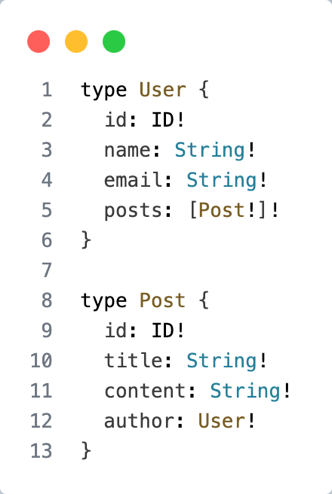 1 type User {
2   id: ID!
3   name: String!
4   email: String!
5   posts: [Post!]!
6 }
7
8 type Post {
9   id: ID!
10   title: String!
11   content: String!
12   author: User!
13 }